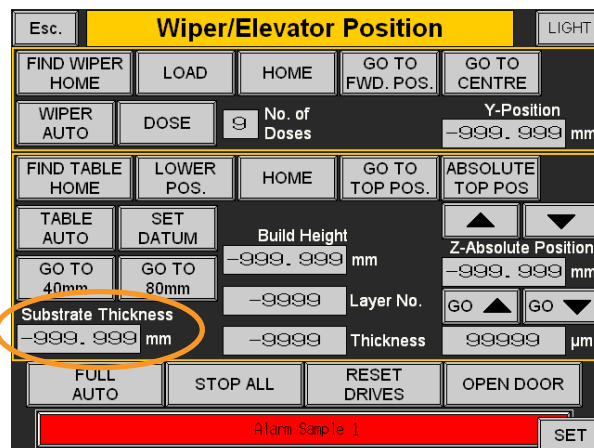 Esc. Wiper/Elevator Position LIGHT
FIND WIPER HOME LOAD HOME GO TO FWD. POS. GO TO CENTRE
WIPER AUTO DOSE 9 No. of Doses Y-Position
-999.999 mm
FIND TABLE HOME LOWER POS. HOME GO TO TOP POS. ABSOLUTE TOP POS
TABLE AUTO SET DATUM Build Height ▲ ▼
-999.999 mm Z-Absolute Position
GO TO 40mm GO TO 80mm -999.999 mm
Substrate Thickness -9999 Layer No. GO ▲ GO ▼
-999.999 mm -9999 Thickness 99999 µm
FULL AUTO STOP ALL RESET DRIVES OPEN DOOR
Alarm Sample 1 SET